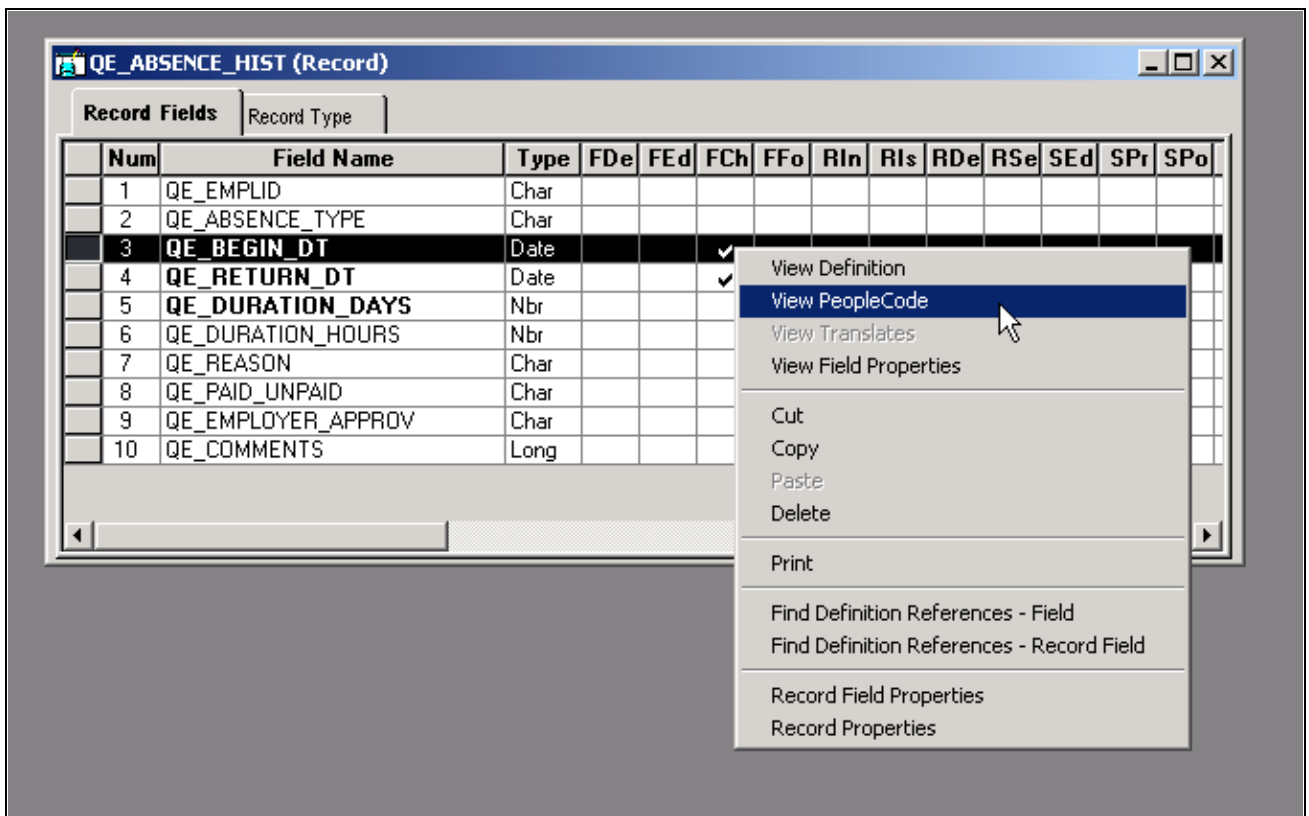 QE_ABSENCE_HIST (Record)
Record Fields Record Type
Num Field Name Type FDe FEd FCh FFo RIn RIs RDe RSe SEd SPr SPo
1 QE_EMPLID Char
2 QE_ABSENCE_TYPE Char
3 QE_BEGIN_DT Date
4 QE_RETURN_DT Date
5 QE_DURATION_DAYS Nbr
6 QE_DURATION_HOURS Nbr
7 QE_REASON Char
8 QE_PAID_UNPAID Char
9 QE_EMPLOYER_APPROV Char
10 QE_COMMENTS Long
View Definition
View PeopleCode
View Translates
View Field Properties
Cut
Copy
Paste
Delete
Print
Find Definition References - Field
Find Definition References - Record Field
Record Field Properties
Record Properties